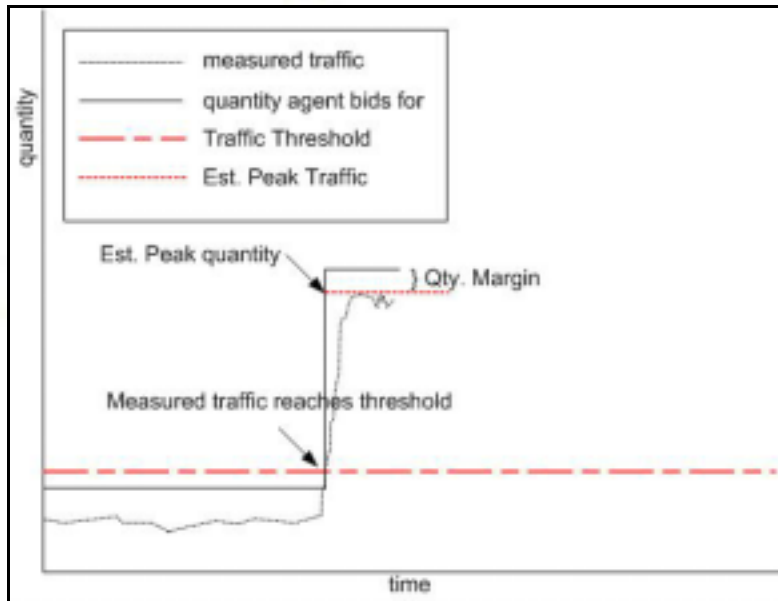 measured traffic
quantity agent bids for
Traffic Threshold
Est. Peak Traffic
quantity
Est. Peak quantity
} Qty. Margin
Measured traffic reaches threshold
time